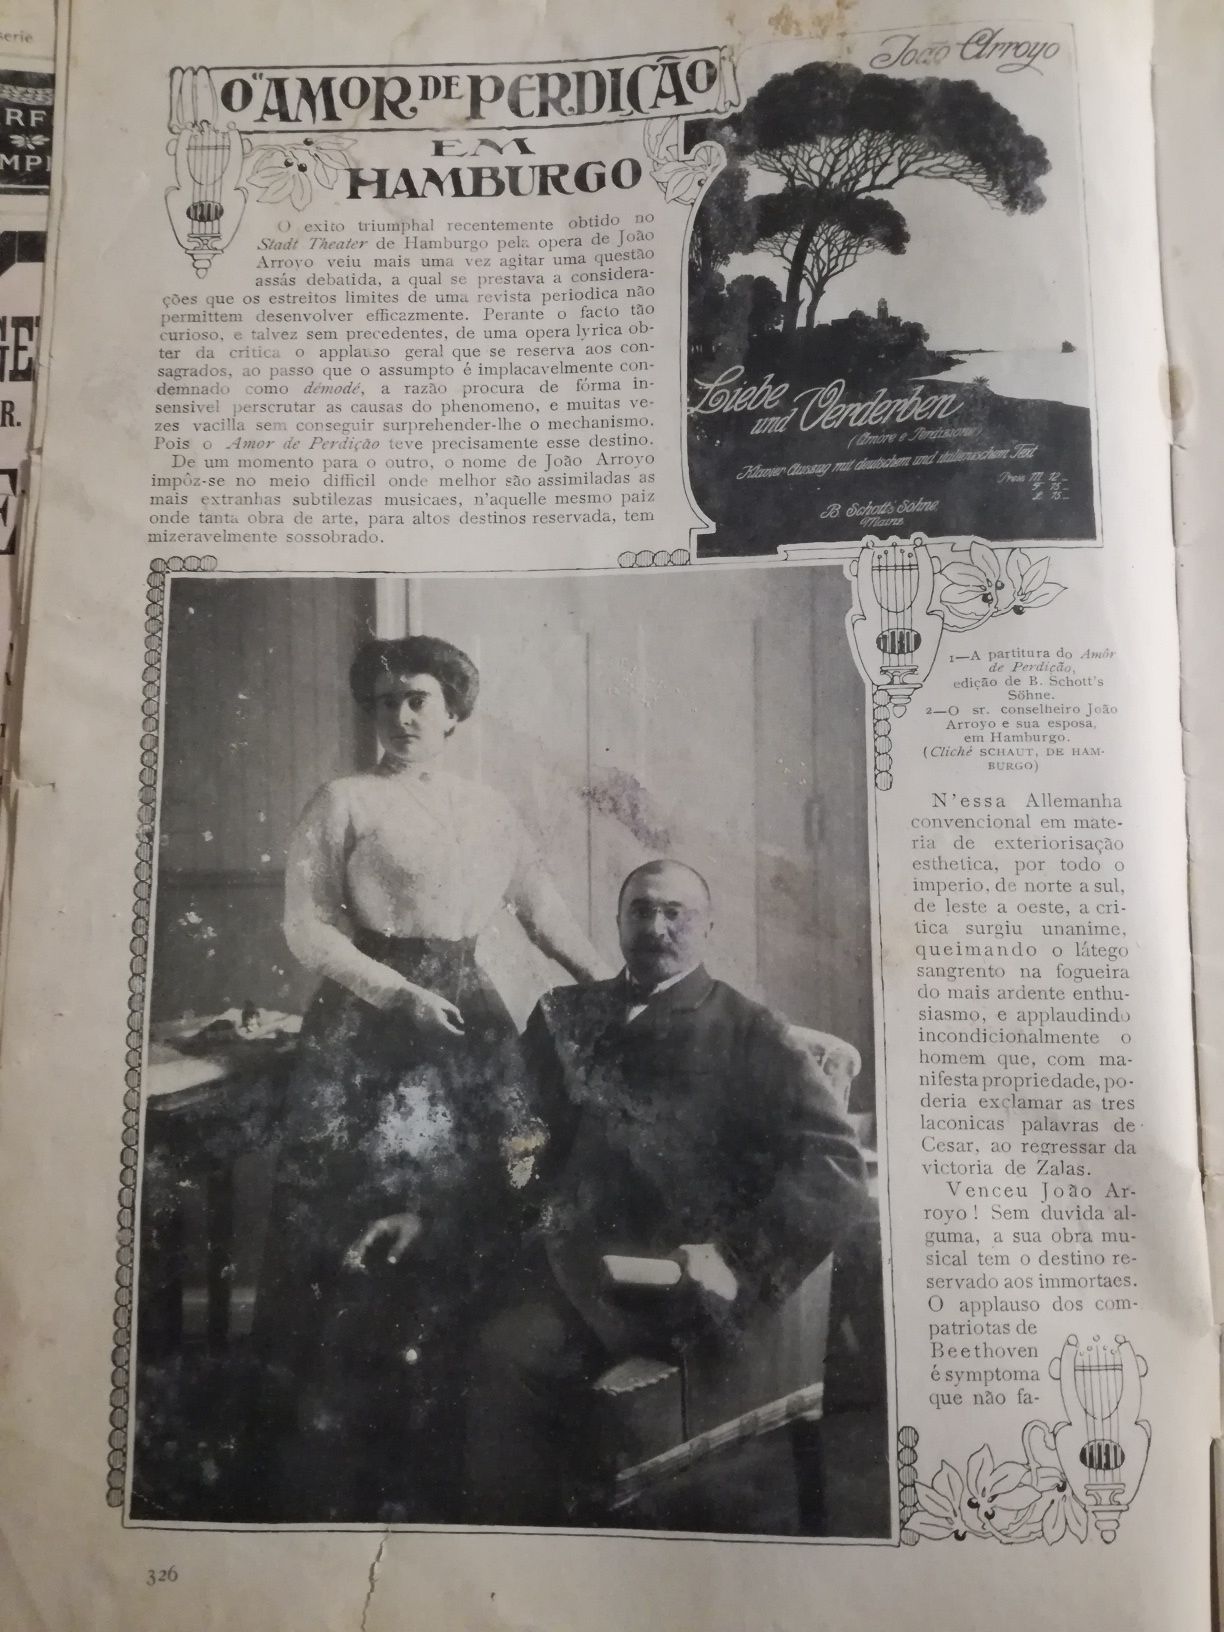 serie
O "AMOR DE PERDIÇÃO
EM
HAMBURGO
O exito triumphal recentemente obtido no
Stadt Theater de Hamburgo pela opera de João
Arroyo veiu mais uma vez agitar uma questão
assás debatida, a qual se prestava a considera-
ções que os estreitos limites de uma revista periodica não
permittem desenvolver efficazmente. Perante o facto tão
curioso, e talvez sem precedentes, de uma opera lyrica ob-
ter da critica o applauso geral que se reserva aos con-
sagrados, ao passo que o assumpto é implacavelmente con-
demnado como démodé, a razão procura de fórma in-
sensivel perscrutar as causas do phenomeno, e muitas ve-
zes vacilla sem conseguir surprehender-lhe o mechanismo.
Pois o Amor de Perdição teve precisamente esse destino.
De um momento para o outro, o nome de João Arroyo
impôz-se no meio difficil onde melhor são assimiladas as
mais extranhas subtilezas musicaes, n'aquelle mesmo paiz
onde tanta obra de arte, para altos destinos reservada, tem
mizeravelmente sossobrado.
João Arroyo
Liebe
und Verderben
(Amore e Perdizione)
Klavier Auszug mit deutschem und italienischem Text
Preis M. 12_
F. 15_
L. 15_
B. Schott's Söhne
Mainz
1—A partitura do Amôr
de Perdição,
edição de B. Schott's
Söhne.
2—O sr. conselheiro João
Arroyo e sua esposa,
em Hamburgo.
(Cliché SCHAUT, DE HAM-
BURGO)
N'essa Allemanha
convencional em mate-
ria de exteriorisação
esthetica, por todo o
imperio, de norte a sul,
de leste a oeste, a cri-
tica surgiu unanime,
queimando o látego
sangrento na fogueira
do mais ardente enthu-
siasmo, e applaudindo
incondicionalmente o
homem que, com ma-
nifesta propriedade, po-
deria exclamar as tres
laconicas palavras de
Cesar, ao regressar da
victoria de Zalas.
Venceu João Ar-
royo! Sem duvida al-
guma, a sua obra mu-
sical tem o destino re-
servado aos immortaes.
O applauso dos com-
patriotas de
Beethoven
é symptoma
que não fa-
326